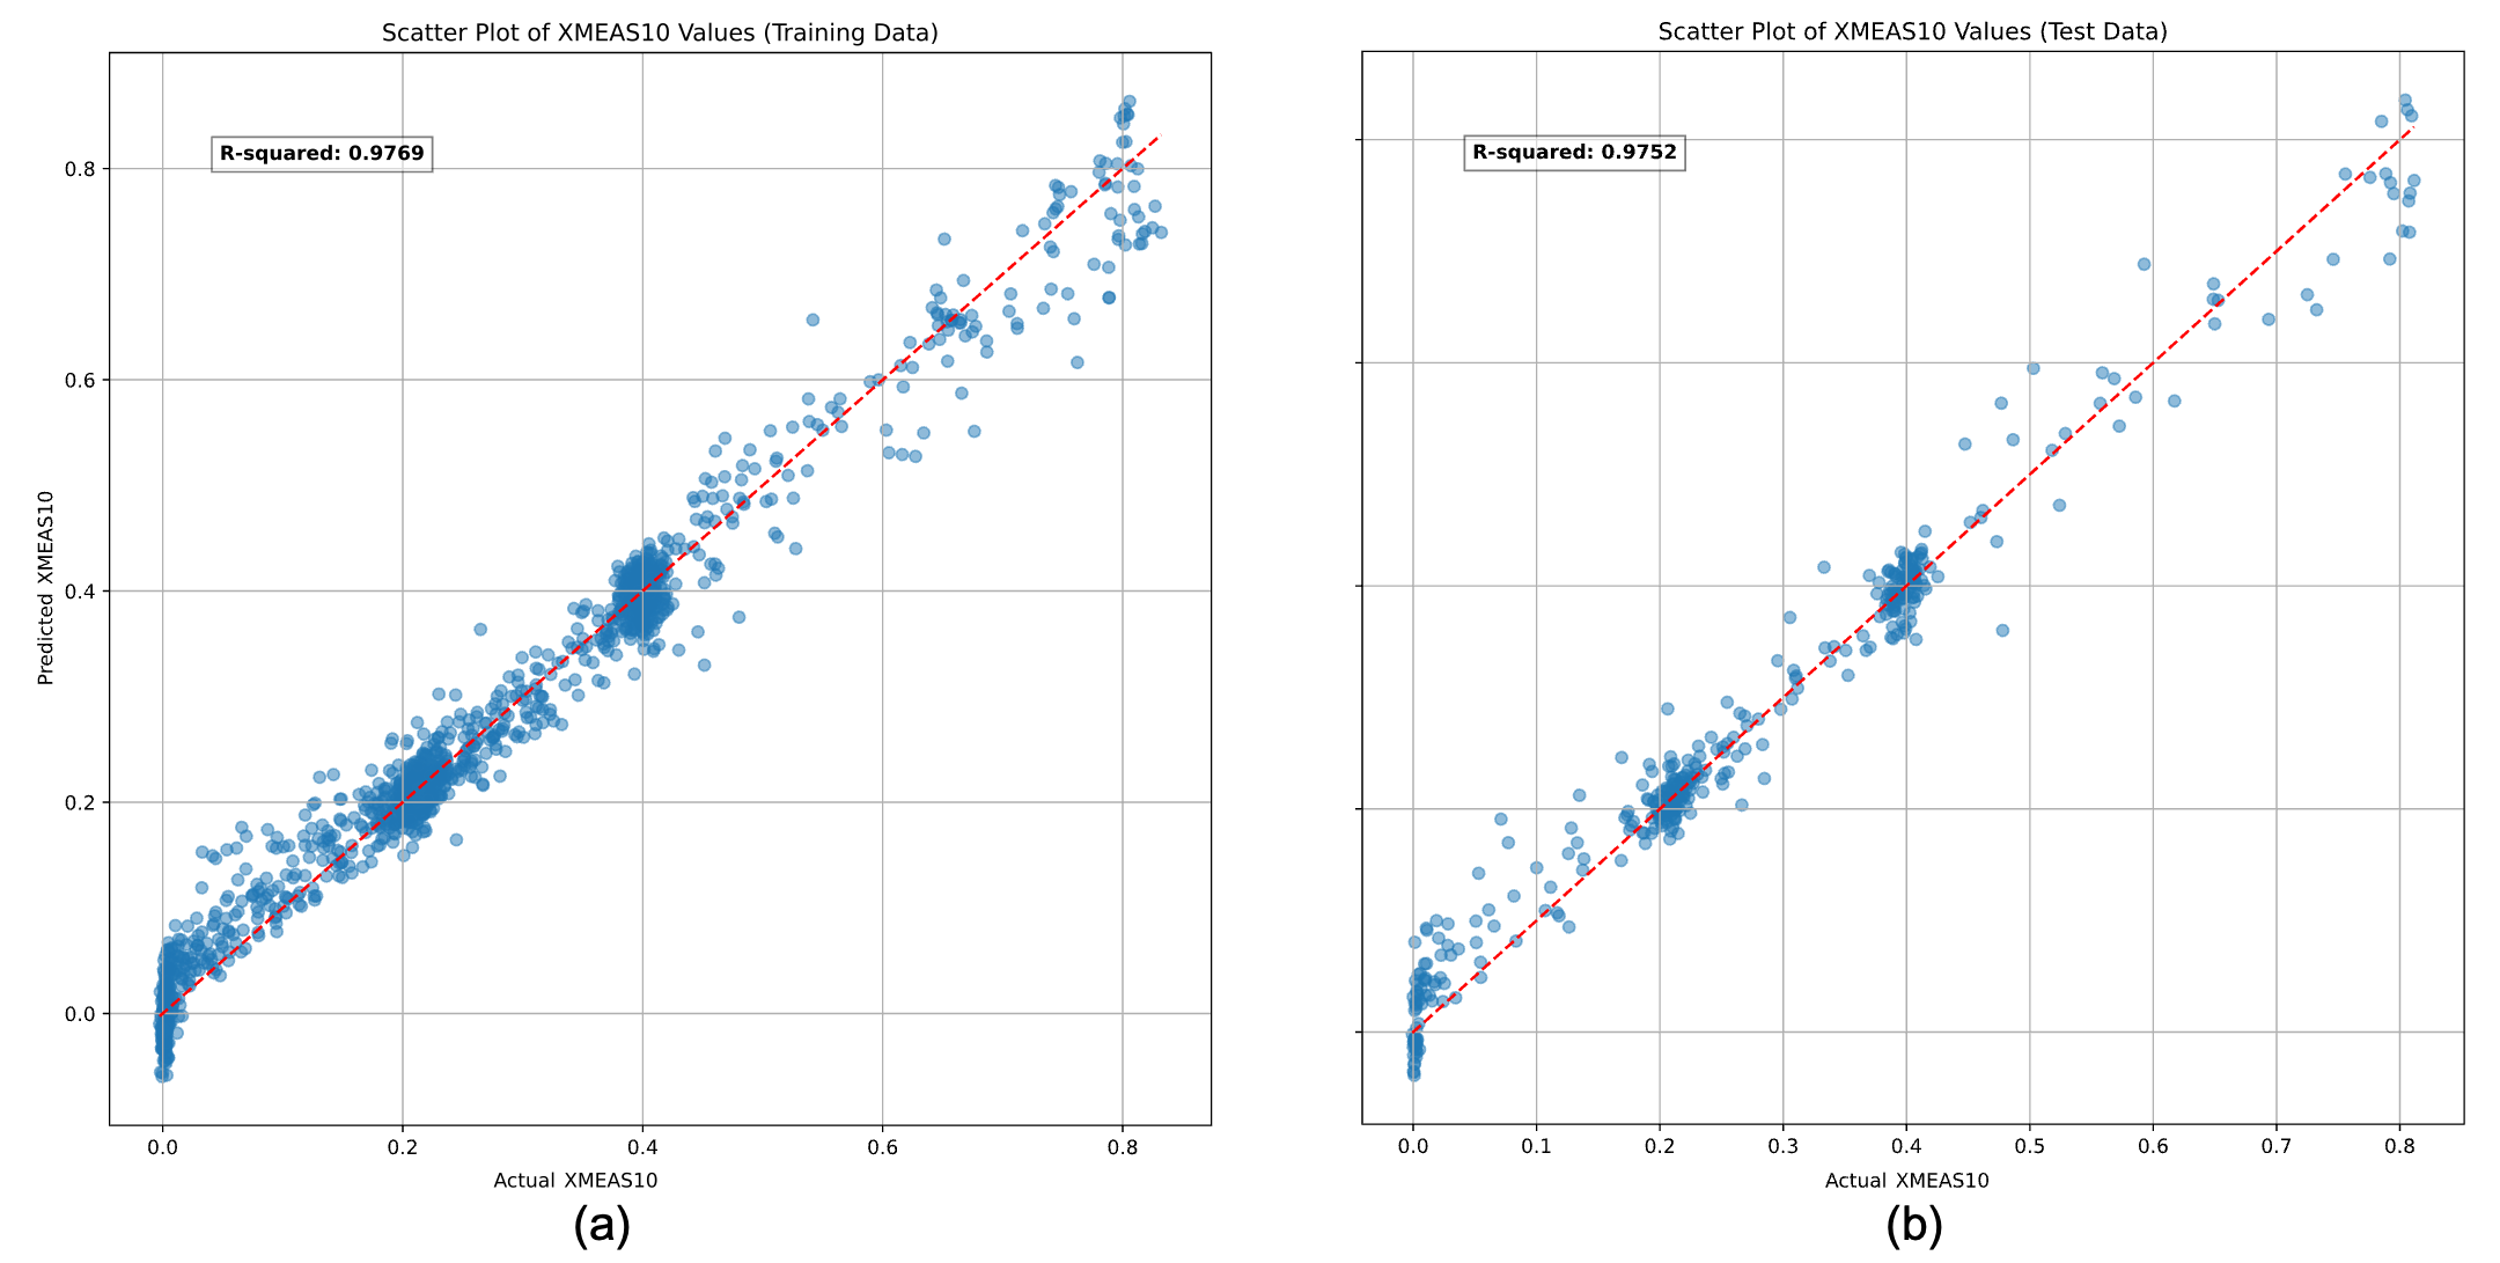 Scatter Plot of XMEAS10 Values (Training Data)
R-squared: 0.9769
Predicted XMEAS10
0.8
0.6
0.4
0.2
0.0
0.0 0.2 0.4 0.6 0.8
Actual XMEAS10
(a)
Scatter Plot of XMEAS10 Values (Test Data)
R-squared: 0.9752
0.0 0.1 0.2 0.3 0.4 0.5 0.6 0.7 0.8
Actual XMEAS10
(b)